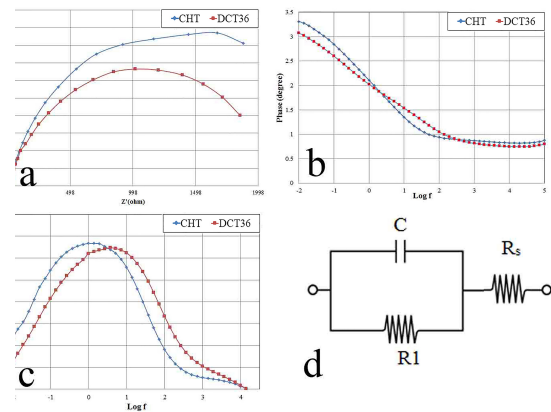 CHT DCT36
a
498 998 1498 1998
Z'(ohm)
CHT DCT36
Phase (degree)
3.5
3
2.5
2
1.5
1
0.5
0
b
-2 -1 0 1 2 3 4 5
Log f
CHT DCT36
c
0 1 2 3 4
Log f
C
Rs
R1
d